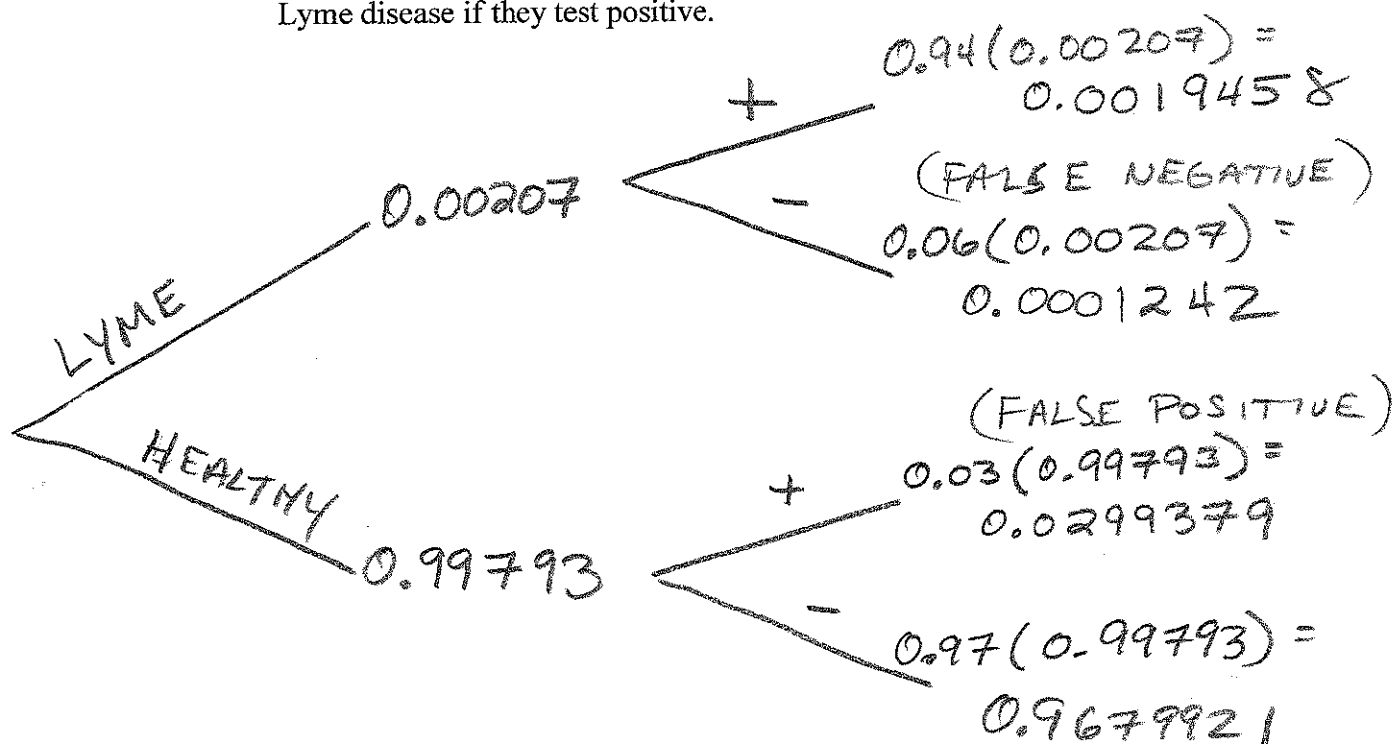 Lyme disease if they test positive.
0.94(0.00207) =
0.0019458
+
(FALSE NEGATIVE)
0.00207
-
0.06(0.00207) =
0.0001242
LYME
(FALSE POSITIVE)
HEALTHY
0.03(0.99793) =
+
0.0299379
0.99793
-
0.97(0.99793) =
0.9679921